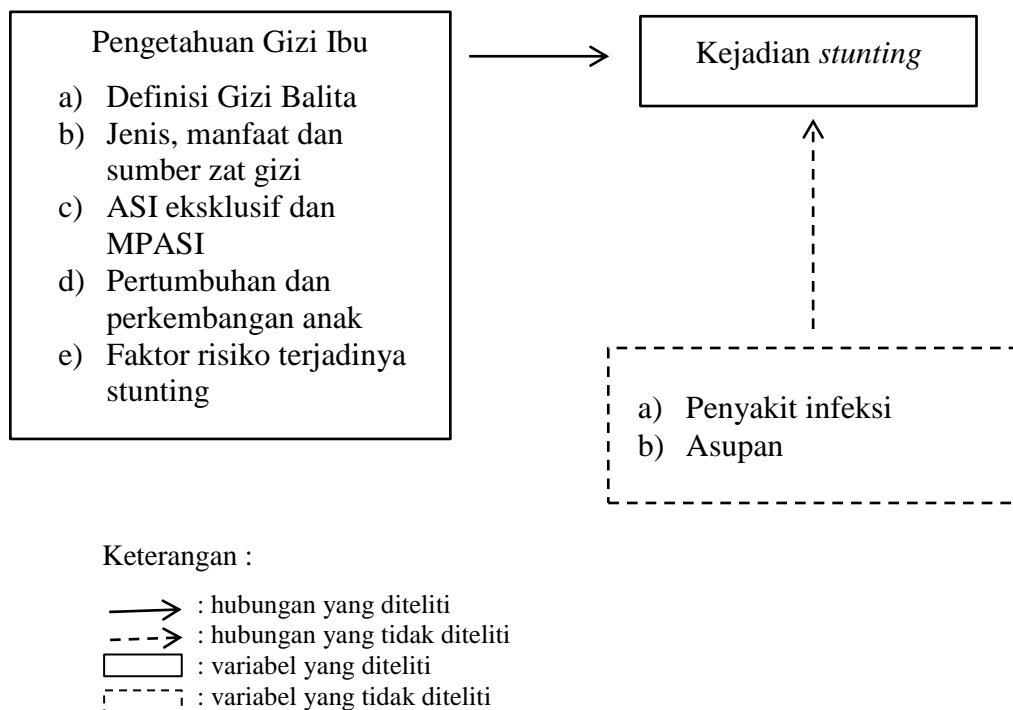 Pengetahuan Gizi Ibu
a) Definisi Gizi Balita
b) Jenis, manfaat dan
sumber zat gizi
c) ASI eksklusif dan
MPASI
d) Pertumbuhan dan
perkembangan anak
e) Faktor risiko terjadinya
stunting
Kejadian stunting
a) Penyakit infeksi
b) Asupan
Keterangan :
: hubungan yang diteliti
: hubungan yang tidak diteliti
: variabel yang diteliti
: variabel yang tidak diteliti